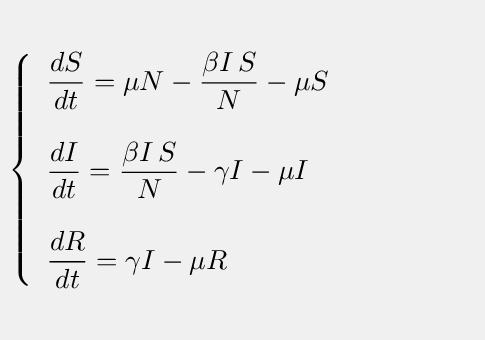 dS/dt = μN − βI S/N − μS
dI/dt = βI S/N − γI − μI
dR/dt = γI − μR